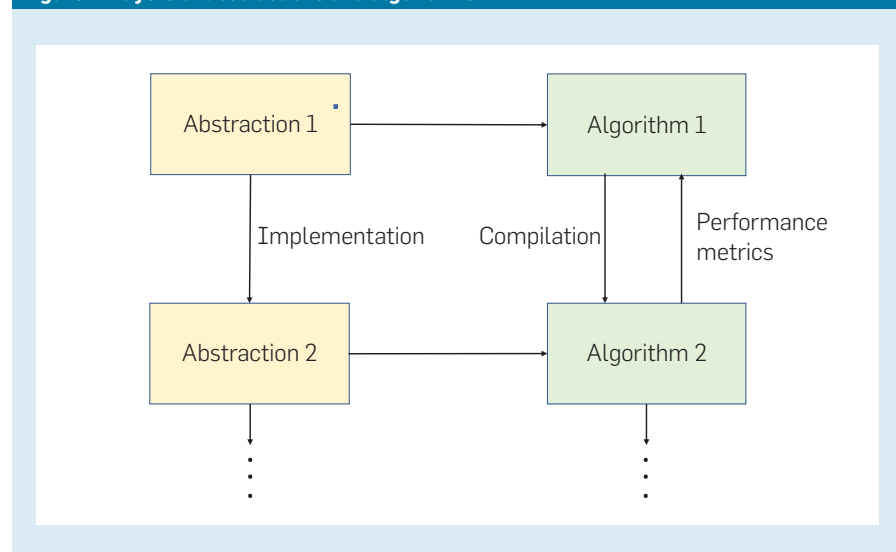 Abstraction 1
Algorithm 1
Implementation
Compilation
Performance
metrics
Abstraction 2
Algorithm 2